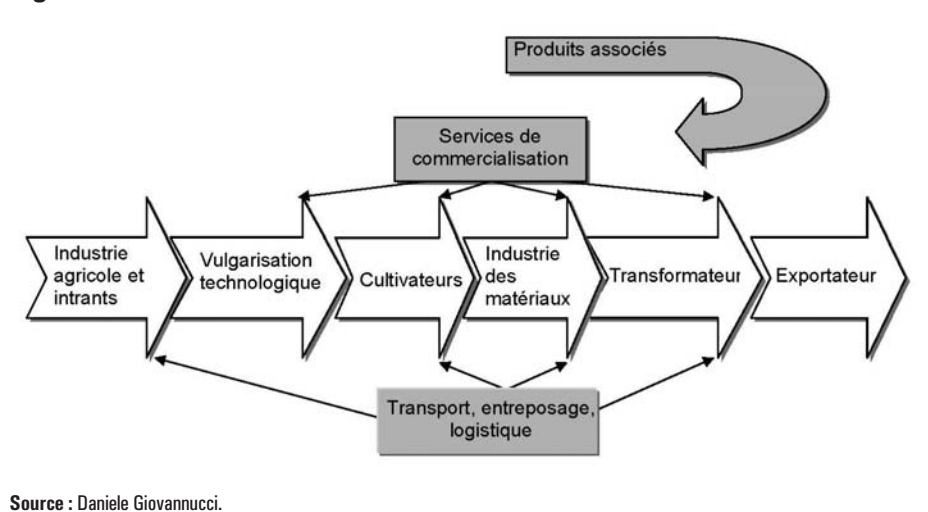 Produits associés
Services de
commercialisation
Industrie
agricole et
intrants
Vulgarisation
technologique
Cultivateurs
Industrie
des
matériaux
Transformateur
Exportateur
Transport, entreposage,
logistique
Source : Daniele Giovannucci.